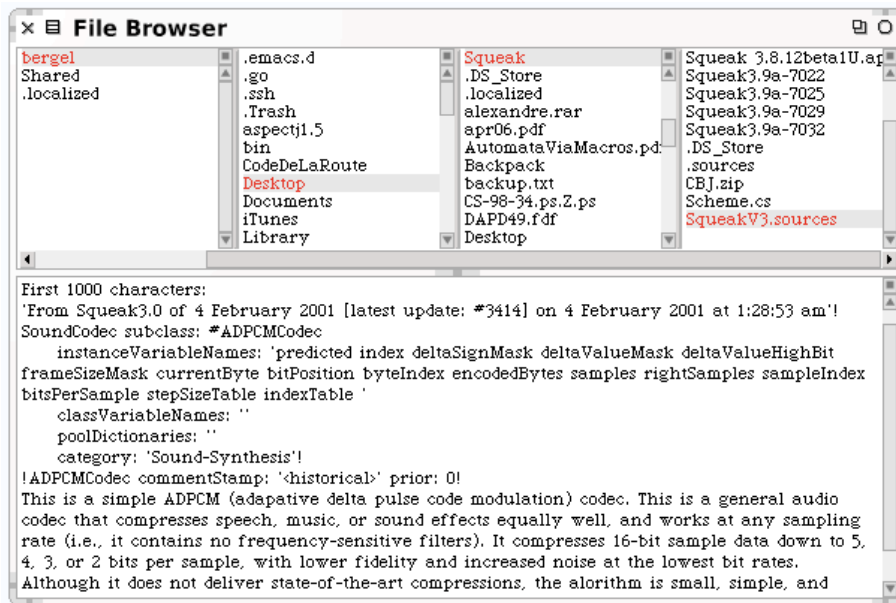 File Browser
bergel
Shared
.localized
.emacs.d
.go
.ssh
.Trash
aspectj1.5
bin
CodeDeLaRoute
Desktop
Documents
iTunes
Library
Squeak
.DS_Store
.localized
alexandre.rar
apr06.pdf
AutomataViaMacros.pd
Backpack
backup.txt
CS-98-34.ps.Z.ps
DAPD49.fdf
Desktop
Squeak 3.8.12beta1U.ap
Squeak3.9a-7022
Squeak3.9a-7025
Squeak3.9a-7029
Squeak3.9a-7032
.DS_Store
.sources
CBJ.zip
Scheme.cs
SqueakV3.sources
First 1000 characters:
'From Squeak3.0 of 4 February 2001 [latest update: #3414] on 4 February 2001 at 1:28:53 am'!
SoundCodec subclass: #ADPCMCodec
instanceVariableNames: 'predicted index deltaSignMask deltaValueMask deltaValueHighBit
frameSizeMask currentByte bitPosition byteIndex encodedBytes samples rightSamples sampleIndex
bitsPerSample stepSizeTable indexTable '
classVariableNames: ''
poolDictionaries: ''
category: 'Sound-Synthesis'!
!ADPCMCodec commentStamp: '<historical>' prior: 0!
This is a simple ADPCM (adapative delta pulse code modulation) codec. This is a general audio
codec that compresses speech, music, or sound effects equally well, and works at any sampling
rate (i.e., it contains no frequency-sensitive filters). It compresses 16-bit sample data down to 5,
4, 3, or 2 bits per sample, with lower fidelity and increased noise at the lowest bit rates.
Although it does not deliver state-of-the-art compressions, the alorithm is small, simple, and